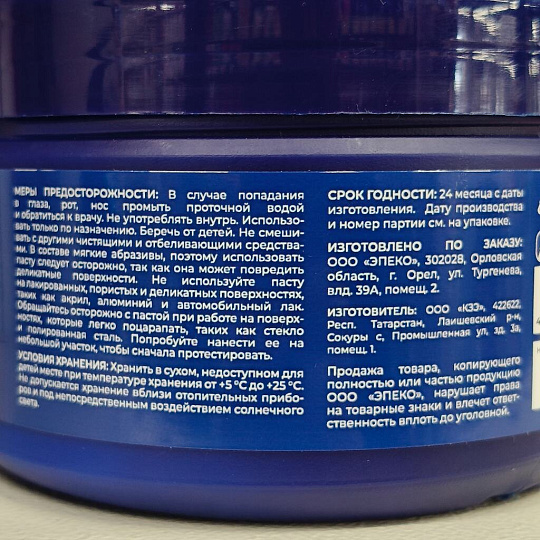 МЕРЫ ПРЕДОСТОРОЖНОСТИ: В случае попадания
в глаза, рот, нос промыть проточной водой
и обратиться к врачу. Не употреблять внутрь. Использо-
вать только по назначению. Беречь от детей. Не смеши-
вать с другими чистящими и отбеливающими средства-
ми. В составе мягкие абразивы, поэтому использовать
пасту следует осторожно, так как она может повредить
деликатные поверхности. Не используйте пасту
на лакированных, пористых и деликатных поверхностях,
таких как акрил, алюминий и автомобильный лак.
Обращайтесь осторожно с пастой при работе на поверх-
ностях, которые легко поцарапать, таких как стекло
и полированная сталь. Попробуйте нанести ее на
небольшой участок, чтобы сначала протестировать.
УСЛОВИЯ ХРАНЕНИЯ: Хранить в сухом, недоступном для
детей месте при температуре хранения от +5 °С до +25 °С.
Не допускается хранение вблизи отопительных прибо-
ров и под непосредственным воздействием солнечного
света.
СРОК ГОДНОСТИ: 24 месяца с даты
изготовления. Дату производства
и номер партии см. на упаковке.
ИЗГОТОВЛЕНО ПО ЗАКАЗУ:
ООО «ЭПЕКО», 302028, Орловская
область, г. Орел, ул. Тургенева,
влд. 39А, помещ. 2.
ИЗГОТОВИТЕЛЬ: ООО «КЗЭ», 422622,
Респ. Татарстан, Лаишевский р-н,
Сокуры с, Промышленная ул, зд. 3а,
помещ. 1.
Продажа товара, копирующего
полностью или частью продукцию
ООО «ЭПЕКО», нарушает права
на товарные знаки и влечет ответ-
ственность вплоть до уголовной.